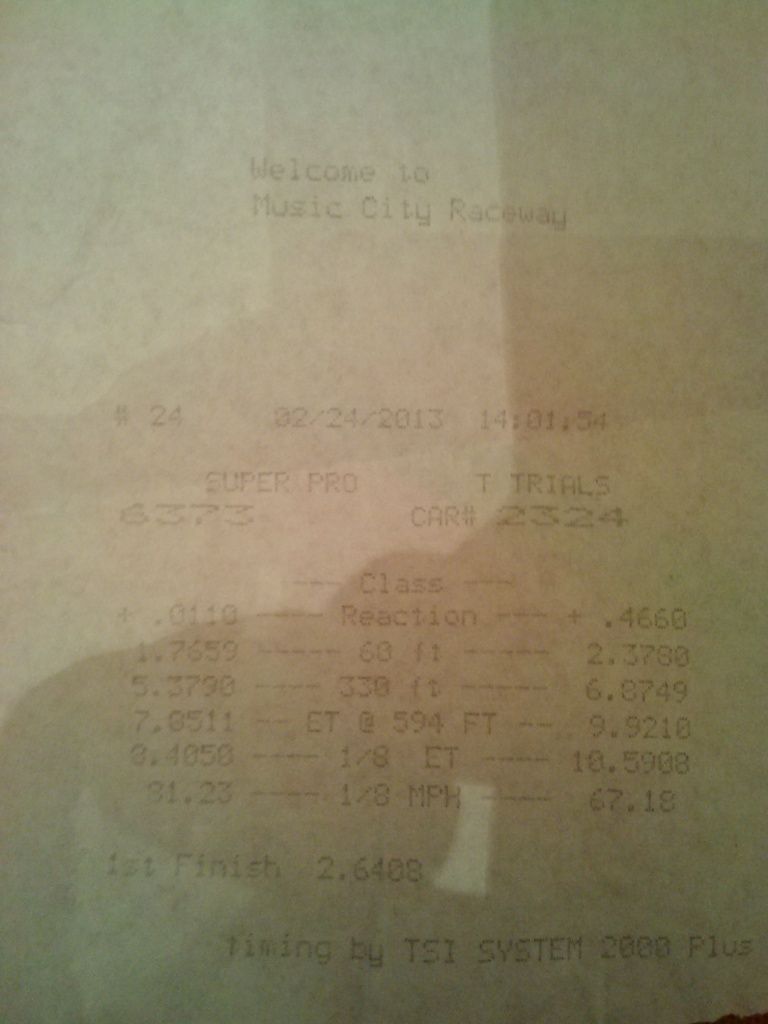 Welcome to
Music City Raceway
# 24 02/24/2013 14:01:54
SUPER PRO T TRIALS
6373 CAR# 2324
--- Class ---
+ .0110 ---- Reaction --- + .4660
1.7659 ----- 60 ft ----- 2.3780
5.3790 ---- 330 ft ----- 6.8749
7.8511 -- ET @ 594 FT -- 9.9210
8.4050 ---- 1/8 ET ---- 10.5908
81.23 ---- 1/8 MPH ---- 67.18
1st Finish 2.6408
Timing by TSI SYSTEM 2000 Plus